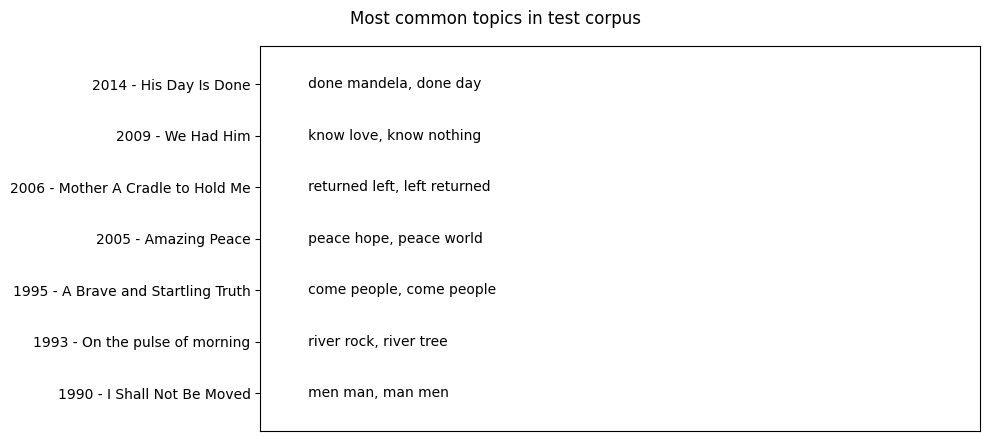 Most common topics in test corpus
2014 - His Day Is Done done mandela, done day
2009 - We Had Him know love, know nothing
2006 - Mother A Cradle to Hold Me returned left, left returned
2005 - Amazing Peace peace hope, peace world
1995 - A Brave and Startling Truth come people, come people
1993 - On the pulse of morning river rock, river tree
1990 - I Shall Not Be Moved men man, man men